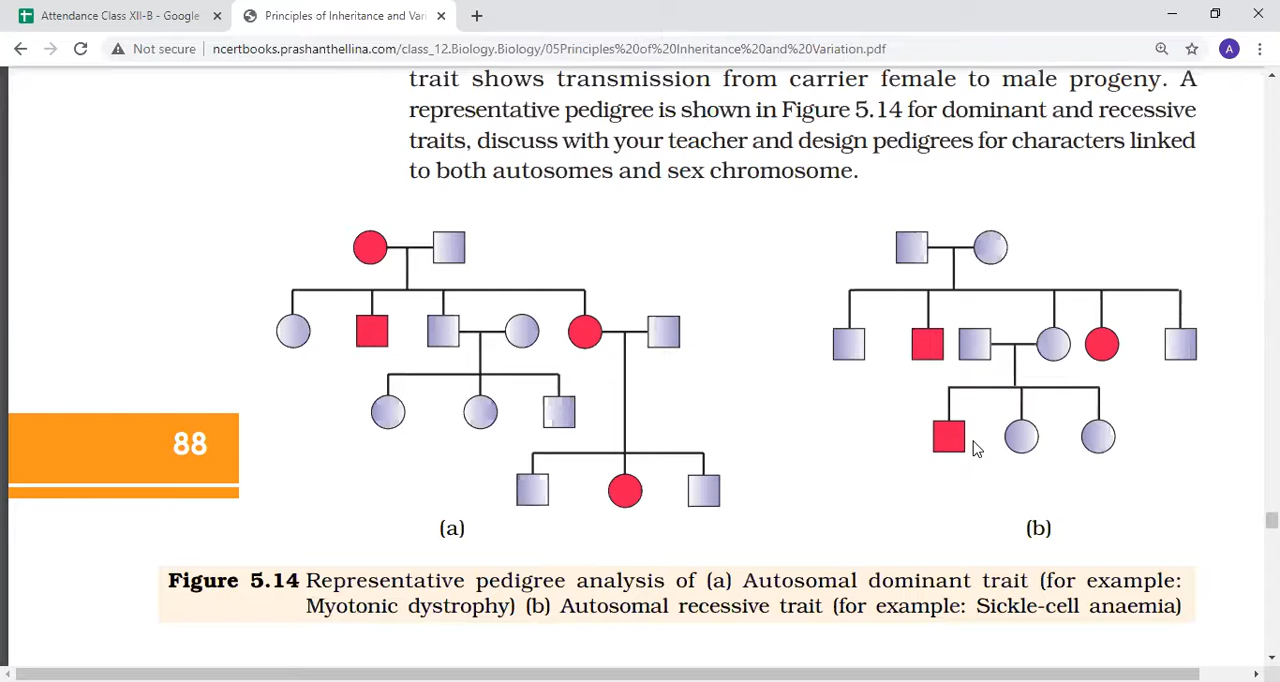 Attendance Class XII-B - Google
Principles of Inheritance and Var
Not secure
ncertbooks.prashanthellina.com/class_12.Biology.Biology/05Principles%20of%20Inheritance%20and%20Variation.pdf
A
trait shows transmission from carrier female to male progeny. A
representative pedigree is shown in Figure 5.14 for dominant and recessive
traits, discuss with your teacher and design pedigrees for characters linked
to both autosomes and sex chromosome.
88
(a)
(b)
Figure 5.14 Representative pedigree analysis of (a) Autosomal dominant trait (for example:
Myotonic dystrophy) (b) Autosomal recessive trait (for example: Sickle-cell anaemia)